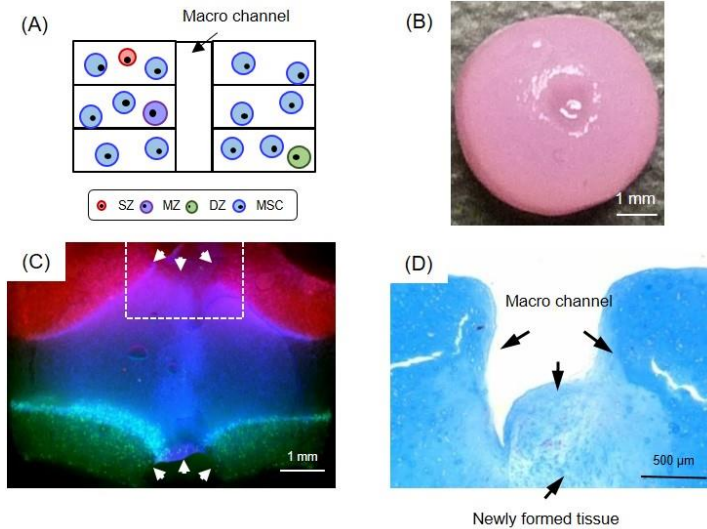 (A)
Macro channel
SZ MZ DZ MSC
(B)
1 mm
(C)
1 mm
(D)
Macro channel
500 µm
Newly formed tissue